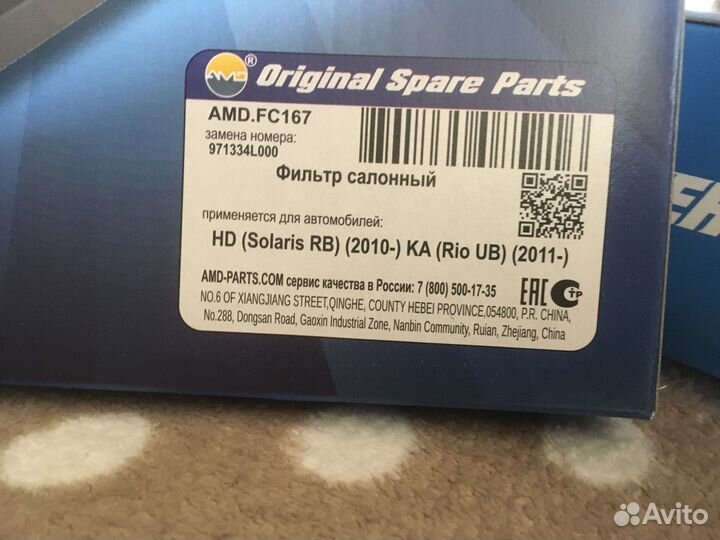 AMD ® Original Spare Parts
AMD.FC167
замена номера:
971334L000
Фильтр салонный
применяется для автомобилей:
HD (Solaris RB) (2010-) KA (Rio UB) (2011-)
AMD-PARTS.COM сервис качества в России: 7 (800) 500-17-35
EAC
СТР
NO.6 OF XIANGJIANG STREET,QINGHE, COUNTY HEBEI PROVINCE,054800, P.R. CHINA,
No.288, Dongsan Road, Gaoxin Industrial Zone, Nanbin Community, Ruian, Zhejiang, China
Avito